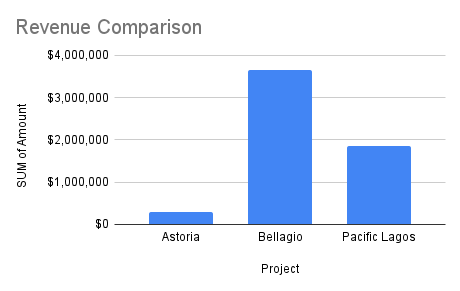 Revenue Comparison
$4,000,000
$3,000,000
$2,000,000
$1,000,000
$0
SUM of Amount
Astoria
Bellagio
Pacific Lagos
Project